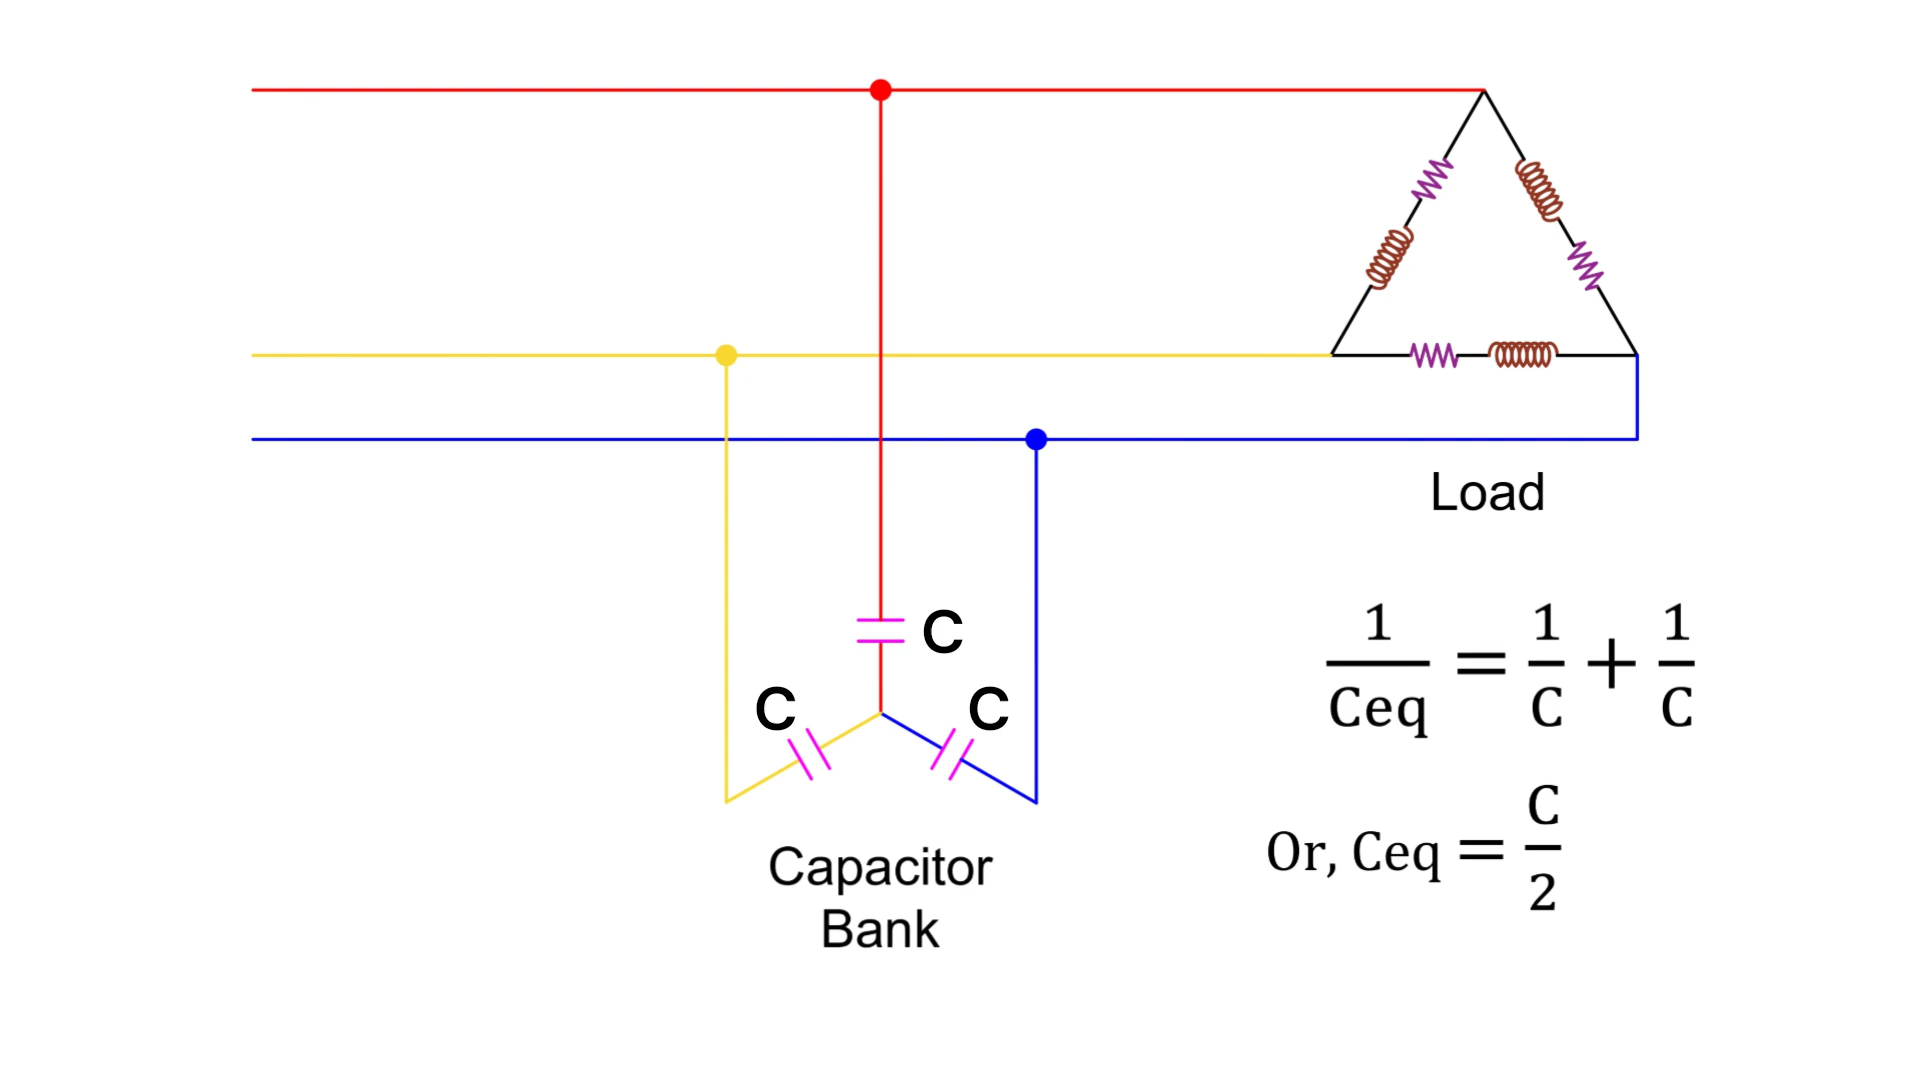 Load
C
C
C
1/Ceq = 1/C + 1/C
Or, Ceq = C/2
Capacitor
Bank